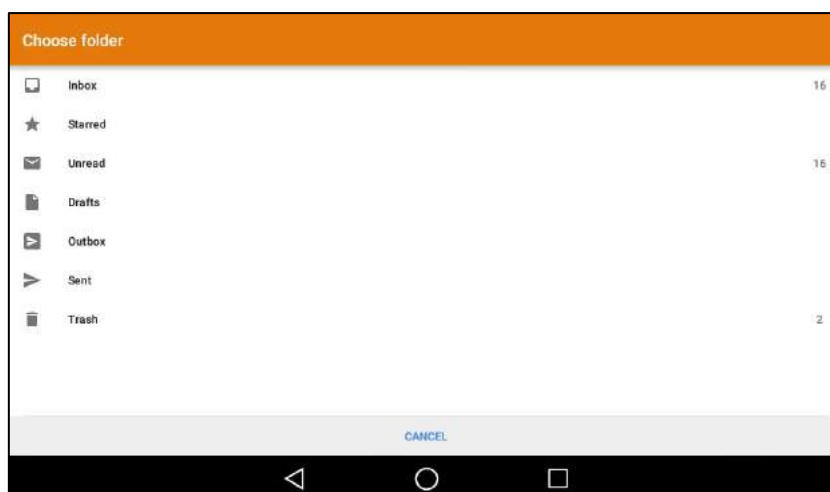 Choose folder
Inbox 16
Starred
Unread 16
Drafts
Outbox
Sent
Trash 2
CANCEL